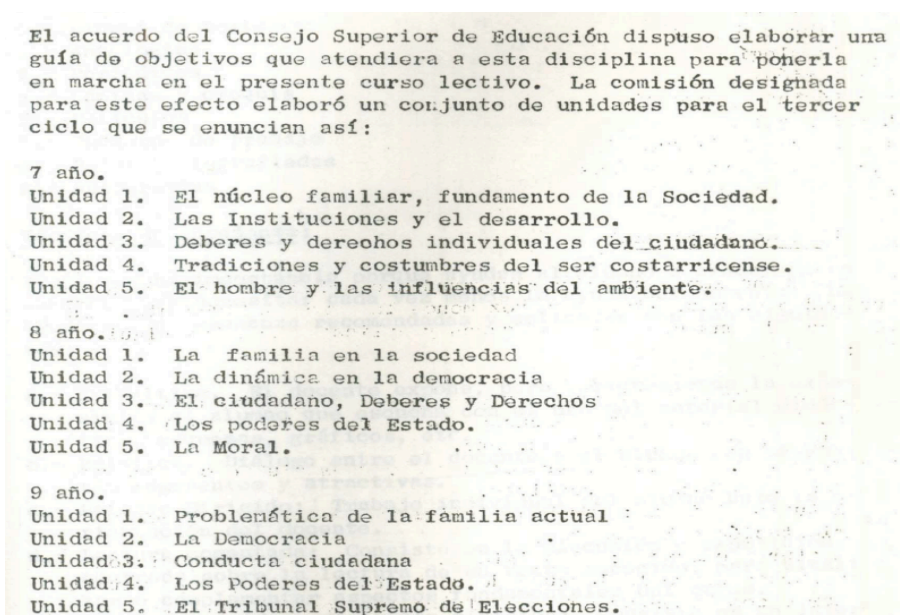 El acuerdo del Consejo Superior de Educación dispuso elaborar una
guía de objetivos que atendiera a esta disciplina para ponerla
en marcha en el presente curso lectivo. La comisión designada
para este efecto elaboró un conjunto de unidades para el tercer
ciclo que se enuncian así:
7 año.
Unidad 1. El núcleo familiar, fundamento de la Sociedad.
Unidad 2. Las Instituciones y el desarrollo.
Unidad 3. Deberes y derechos individuales del ciudadano.
Unidad 4. Tradiciones y costumbres del ser costarricense.
Unidad 5. El hombre y las influencias del ambiente.
8 año.
Unidad 1. La familia en la sociedad
Unidad 2. La dinámica en la democracia
Unidad 3. El ciudadano, Deberes y Derechos
Unidad 4. Los poderes del Estado.
Unidad 5. La Moral.
9 año.
Unidad 1. Problemática de la familia actual
Unidad 2. La Democracia
Unidad 3. Conducta ciudadana
Unidad 4. Los Poderes del Estado.
Unidad 5. El Tribunal Supremo de Elecciones.